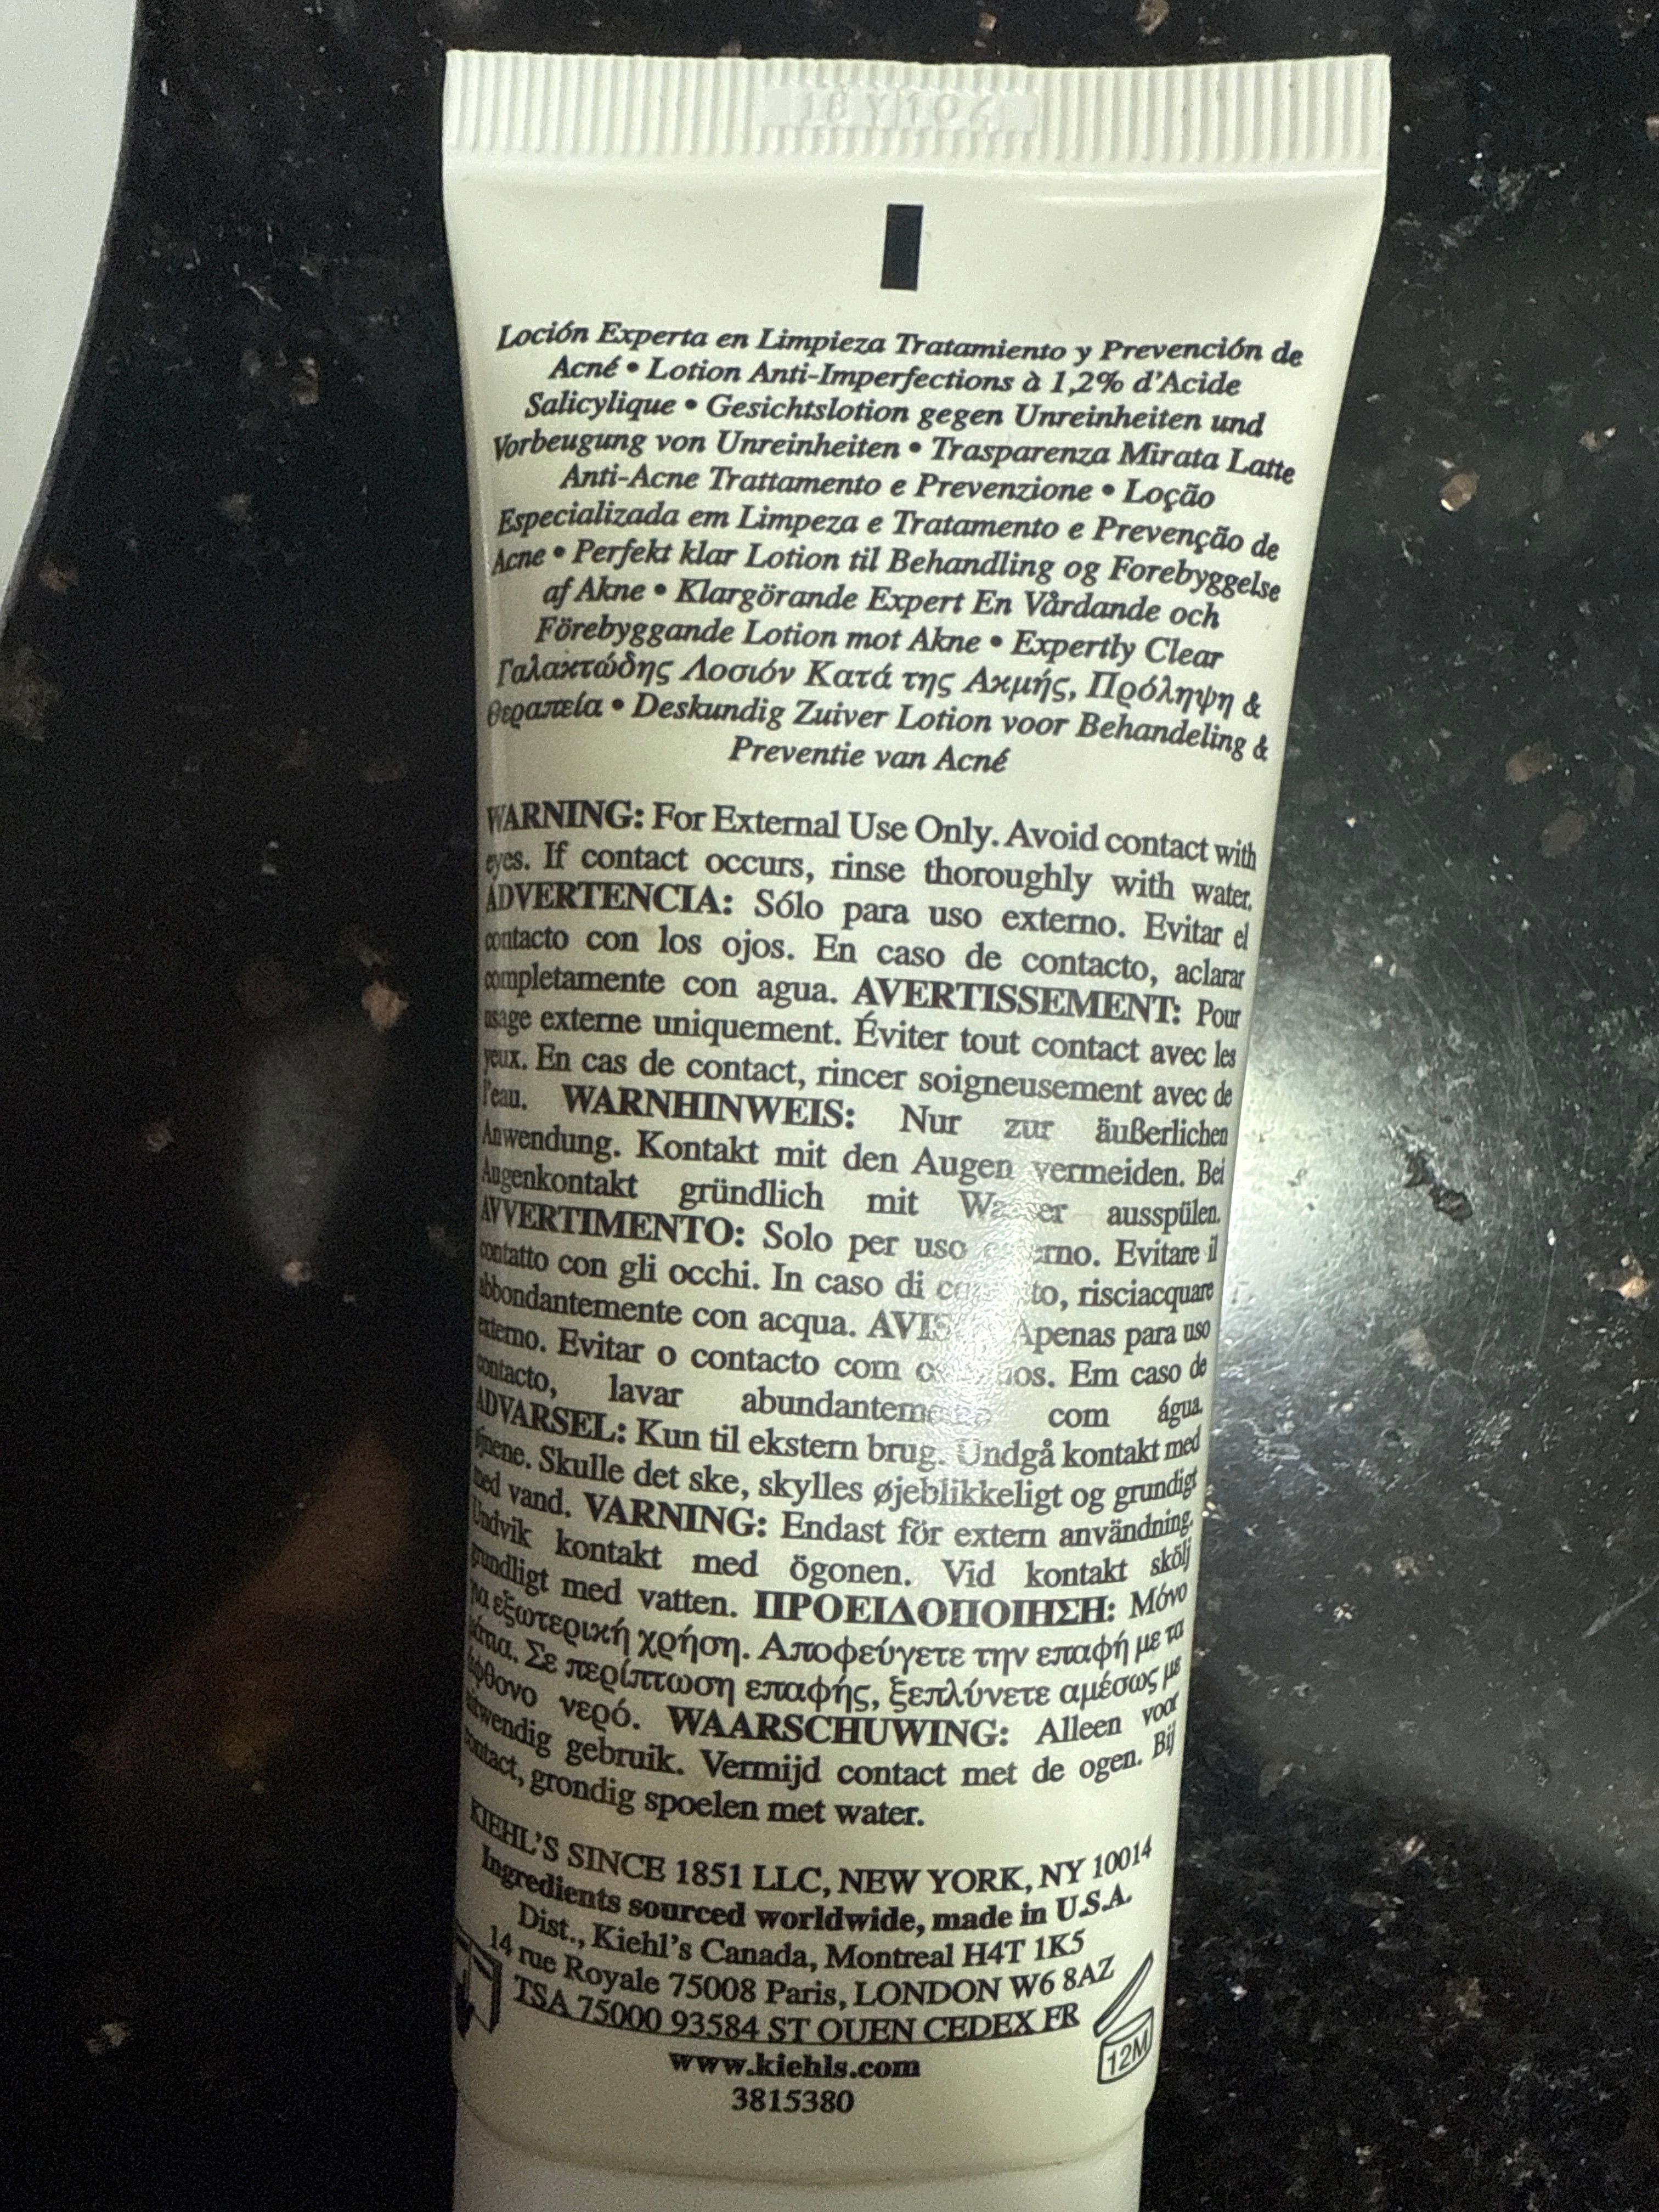 Loción Experta en Limpieza Tratamiento y Prevención de
Acné • Lotion Anti-Imperfections à 1,2% d'Acide
Salicylique • Gesichtslotion gegen Unreinheiten und
Vorbeugung von Unreinheiten • Trasparenza Mirata Latte
Anti-Acne Trattamento e Prevenzione • Loção
Especializada em Limpeza e Tratamento e Prevenção de
Acne • Perfekt klar Lotion til Behandling og Forebyggelse
af Akne • Klargörande Expert En Vårdande och
Förebyggande Lotion mot Akne • Expertly Clear
Γαλακτώδης Λοσιόν Κατά της Ακμής, Πρόληψη &
Θεραπεία • Deskundig Zuiver Lotion voor Behandeling &
Preventie van Acné
WARNING: For External Use Only. Avoid contact with
eyes. If contact occurs, rinse thoroughly with water.
ADVERTENCIA: Sólo para uso externo. Evitar el
contacto con los ojos. En caso de contacto, aclarar
completamente con agua. AVERTISSEMENT: Pour
usage externe uniquement. Éviter tout contact avec les
yeux. En cas de contact, rincer soigneusement avec de
l'eau. WARNHINWEIS: Nur zur äußerlichen
Anwendung. Kontakt mit den Augen vermeiden. Bei
Augenkontakt gründlich mit Wasser ausspülen.
AVVERTIMENTO: Solo per uso Evitare il
contatto con gli occhi. In caso di risciacquare
abbondantemente con acqua. Apenas para uso
externo. Evitar o contacto com Em caso de
contacto, lavar abundantemente com água.
ADVARSEL: Kun til ekstern brug. Undgå kontakt med
øjnene. Skulle det ske, skylles øjeblikkeligt og grundigt
med vand. VARNING: Endast för extern användning.
Undvik kontakt med ögonen. Vid kontakt skölj
grundligt med vatten. ΠΡΟΕΙΔΟΠΟΙΗΣΗ: Μόνο
για εξωτερική χρήση. Αποφεύγετε την επαφή με τα
μάτια. Σε περίπτωση επαφής, ξεπλύνετε αμέσως με
άφθονο νερό. WAARSCHUWING: Alleen voor
uitwendig gebruik. Vermijd contact met de ogen. Bij
contact, grondig spoelen met water.
KIEHL'S SINCE 1851 LLC, NEW YORK, NY 10014
Ingredients sourced worldwide, made in U.S.A.
Dist., Kiehl's Canada, Montreal H4T 1K5
14 rue Royale 75008 Paris, LONDON W6 8AZ
TSA 75000 93584 ST OUEN CEDEX FR
12M
www.kiehls.com
3815380